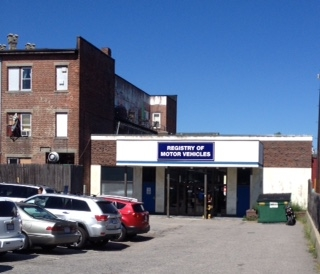 REGISTRY OF
MOTOR VEHICLES